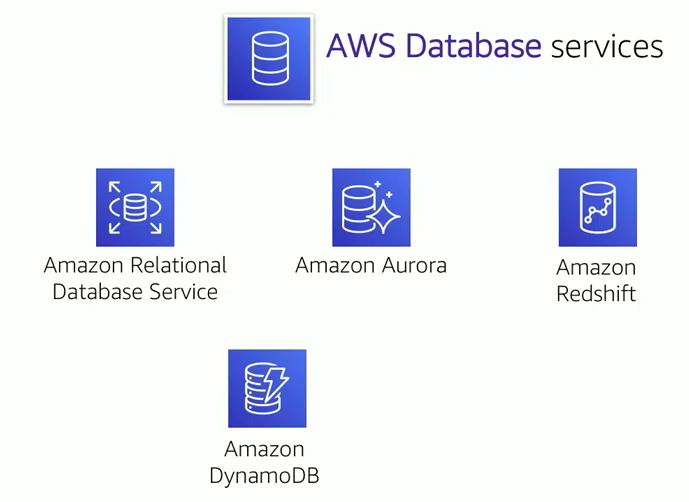 AWS Database services
Amazon Relational
Database Service
Amazon Aurora
Amazon
Redshift
Amazon
DynamoDB